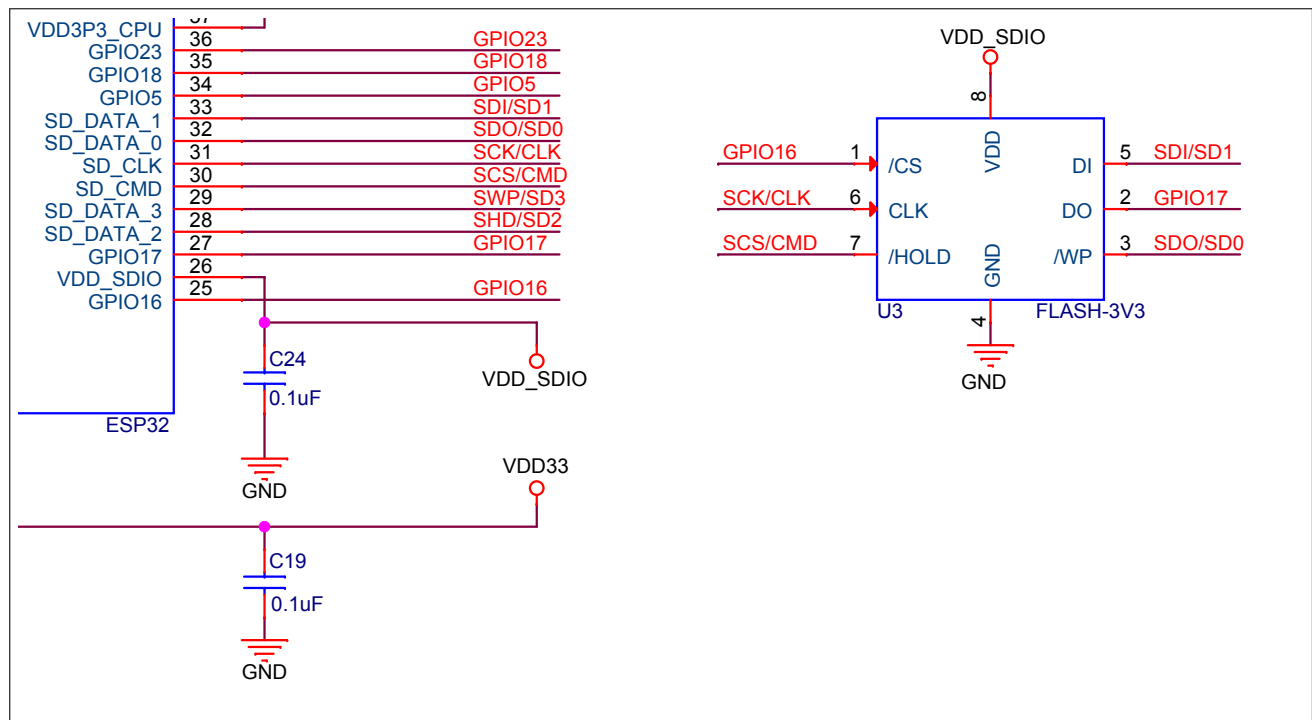 37
VDD3P3_CPU
36
GPIO23
GPIO23
35
GPIO18
GPIO18
34
GPIO5
GPIO5
33
SDI/SD1
SD_DATA_1
32
SDO/SD0
SD_DATA_0
31
SCK/CLK
SD_CLK
30
SCS/CMD
SD_CMD
29
SWP/SD3
SD_DATA_3
28
SHD/SD2
SD_DATA_2
27
GPIO17
GPIO17
26
VDD_SDIO
25
GPIO16
GPIO16
C24
0.1uF
VDD_SDIO
ESP32
GND
VDD33
C19
0.1uF
GND
VDD_SDIO
8
VDD
GPIO16 1 /CS
DI 5 SDI/SD1
SCK/CLK 6 CLK
DO 2 GPIO17
SCS/CMD 7 /HOLD
/WP 3 SDO/SD0
GND
U3
4
FLASH-3V3
GND